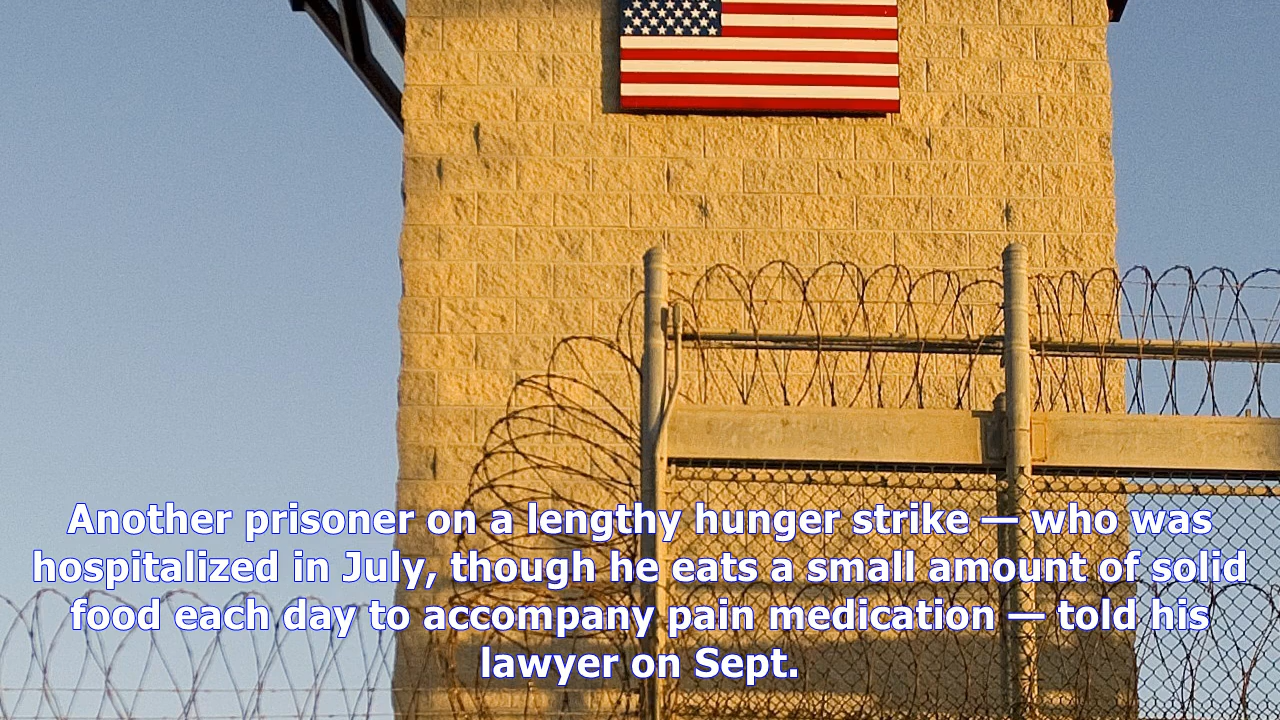 Another prisoner on a lengthy hunger strike — who was
hospitalized in July, though he eats a small amount of solid
food each day to accompany pain medication — told his
lawyer on Sept.